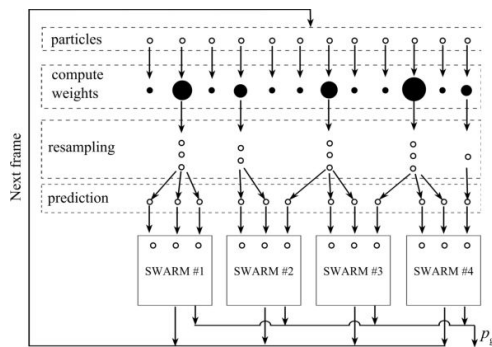 particles
compute
weights
resampling
Next frame
prediction
SWARM #1
SWARM #2
SWARM #3
SWARM #4